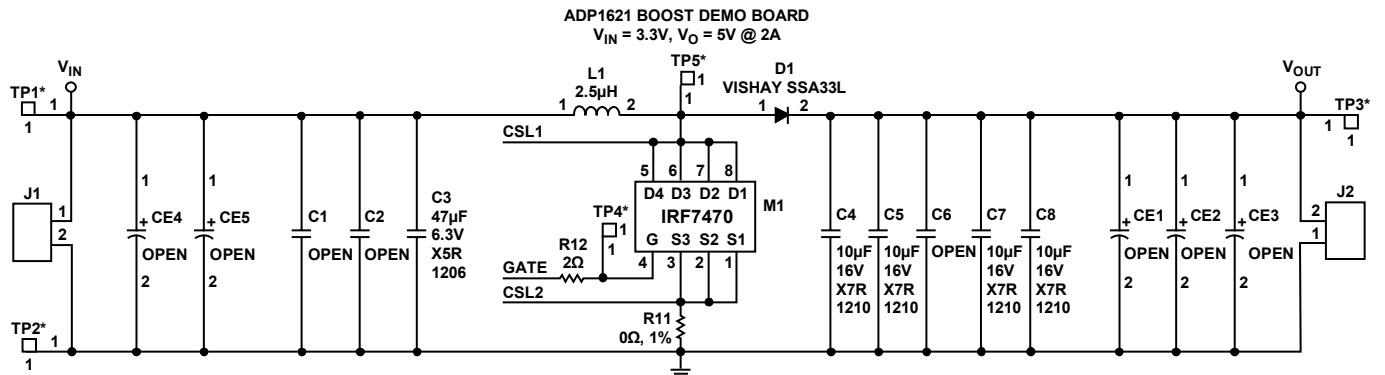 ADP1621 BOOST DEMO BOARD
VIN = 3.3V, VO = 5V @ 2A
TP1*
1
1
VIN
L1
2.5µH
1
2
TP5*
1
1
D1
VISHAY SSA33L
1
2
VOUT
TP3*
1
1
CSL1
5
6
7
8
D4 D3 D2 D1
IRF7470
G S3 S2 S1
M1
4
3
2
1
TP4*
1
1
R12
2Ω
GATE
CSL2
R11
0Ω, 1%
J1
1
2
1
+ CE4
OPEN
2
1
+ CE5
OPEN
2
C1
OPEN
C2
OPEN
C3
47µF
6.3V
X5R
1206
C4
10µF
16V
X7R
1210
C5
10µF
16V
X7R
1210
C6
OPEN
C7
10µF
16V
X7R
1210
C8
10µF
16V
X7R
1210
1
+ CE1
OPEN
2
1
+ CE2
OPEN
2
1
+ CE3
OPEN
2
J2
2
1
TP2*
1
1